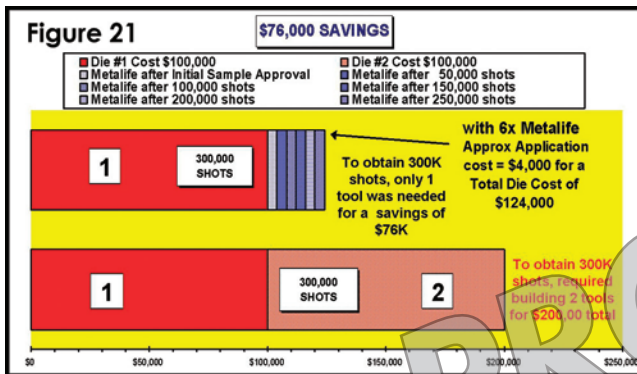 Figure 21
$76,000 SAVINGS
Die #1 Cost $100,000
Die #2 Cost $100,000
Metalife after Initial Sample Approval
Metalife after 50,000 shots
Metalife after 100,000 shots
Metalife after 150,000 shots
Metalife after 200,000 shots
Metalife after 250,000 shots
1
300,000
SHOTS
To obtain 300K
shots, only 1
tool was needed
for a savings of
$76K
with 6x Metalife
Approx Application
cost = $4,000 for a
Total Die Cost of
$124,000
1
300,000
SHOTS
2
To obtain 300K
shots, required
building 2 tools
for $200,00 total
$0
$50,000
$100,000
$150,000
$200,000
$250,000
PRO